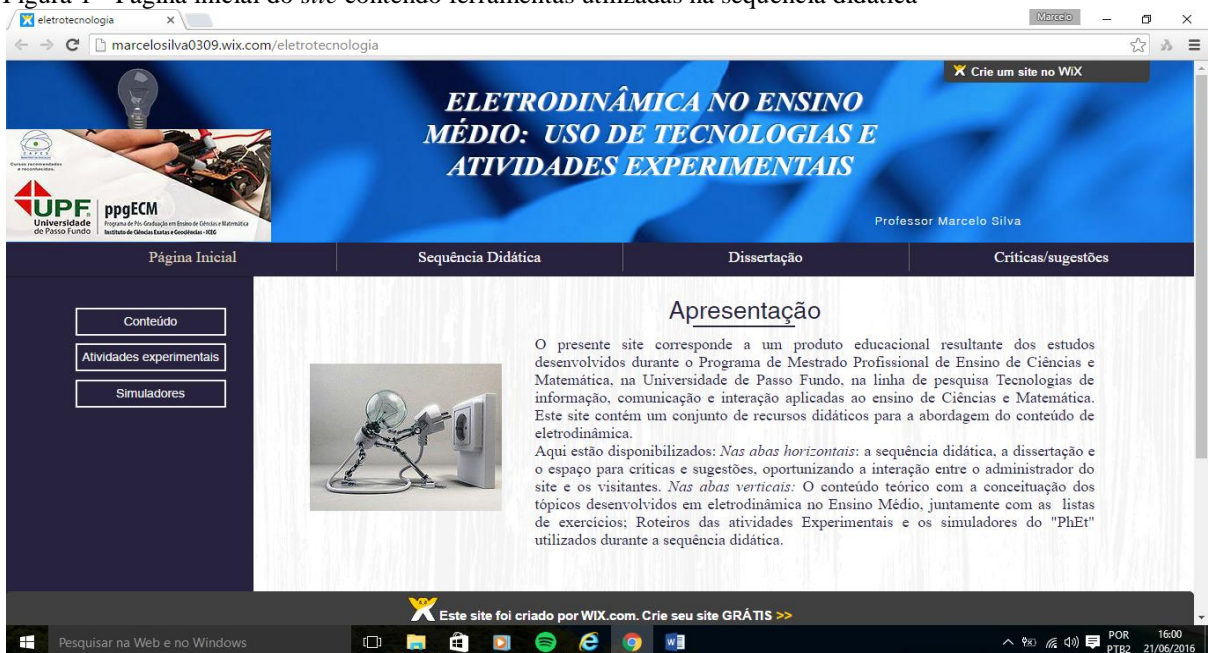 Figura 1 - Página inicial do site contendo ferramentas utilizadas na sequência didática
eletrotecnologia
Marcelo
marcelosilva0309.wix.com/eletrotecnologia
Crie um site no WiX
ELETRODINÂMICA NO ENSINO
MÉDIO: USO DE TECNOLOGIAS E
ATIVIDADES EXPERIMENTAIS
CAPES
Cursos recomendados
e reconhecidos.
UPF
Universidade
de Passo Fundo
ppgECM
Programa de Pós-Graduação em Ensino de Ciências e Matemática
Instituto de Ciências Exatas e Geociências - ICEG
Professor Marcelo Silva
Página Inicial
Sequência Didática
Dissertação
Críticas/sugestões
Conteúdo
Atividades experimentais
Simuladores
Apresentação
O presente site corresponde a um produto educacional resultante dos estudos
desenvolvidos durante o Programa de Mestrado Profissional de Ensino de Ciências e
Matemática, na Universidade de Passo Fundo, na linha de pesquisa Tecnologias de
informação, comunicação e interação aplicadas ao ensino de Ciências e Matemática.
Este site contém um conjunto de recursos didáticos para a abordagem do conteúdo de
eletrodinâmica.
Aqui estão disponibilizados: Nas abas horizontais: a sequência didática, a dissertação e
o espaço para críticas e sugestões, oportunizando a interação entre o administrador do
site e os visitantes. Nas abas verticais: O conteúdo teórico com a conceituação dos
tópicos desenvolvidos em eletrodinâmica no Ensino Médio, juntamente com as listas
de exercícios; Roteiros das atividades Experimentais e os simuladores do "PhEt"
utilizados durante a sequência didática.
Este site foi criado por WIX.com. Crie seu site GRÁTIS >>
Pesquisar na Web e no Windows
POR
PTB2
16:00
21/06/2016